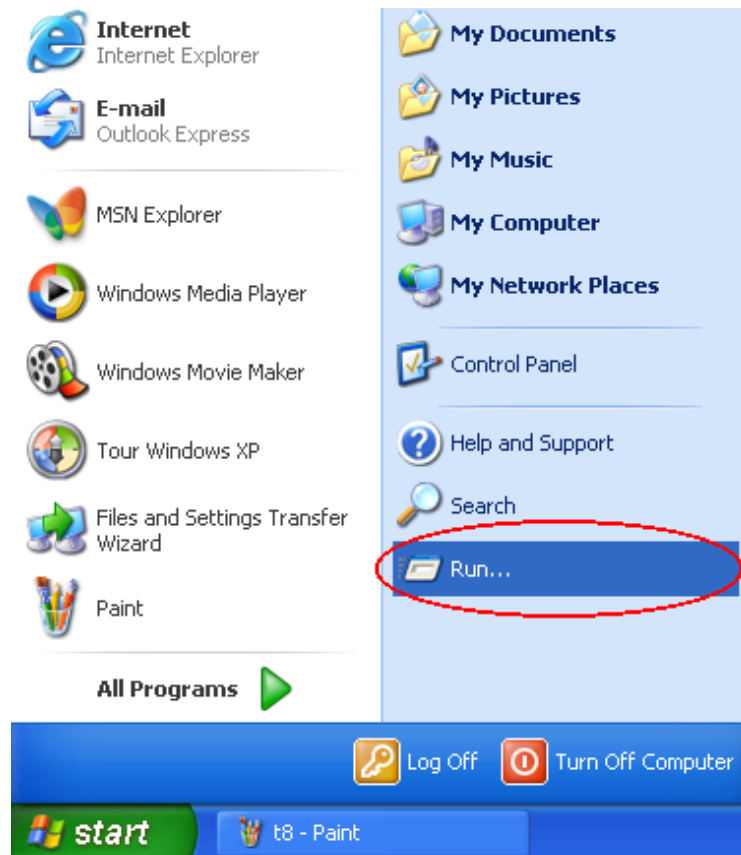 Internet
Internet Explorer
E-mail
Outlook Express
MSN Explorer
Windows Media Player
Windows Movie Maker
Tour Windows XP
Files and Settings Transfer
Wizard
Paint
All Programs
My Documents
My Pictures
My Music
My Computer
My Network Places
Control Panel
Help and Support
Search
Run...
Log Off
Turn Off Computer
start
t8 - Paint